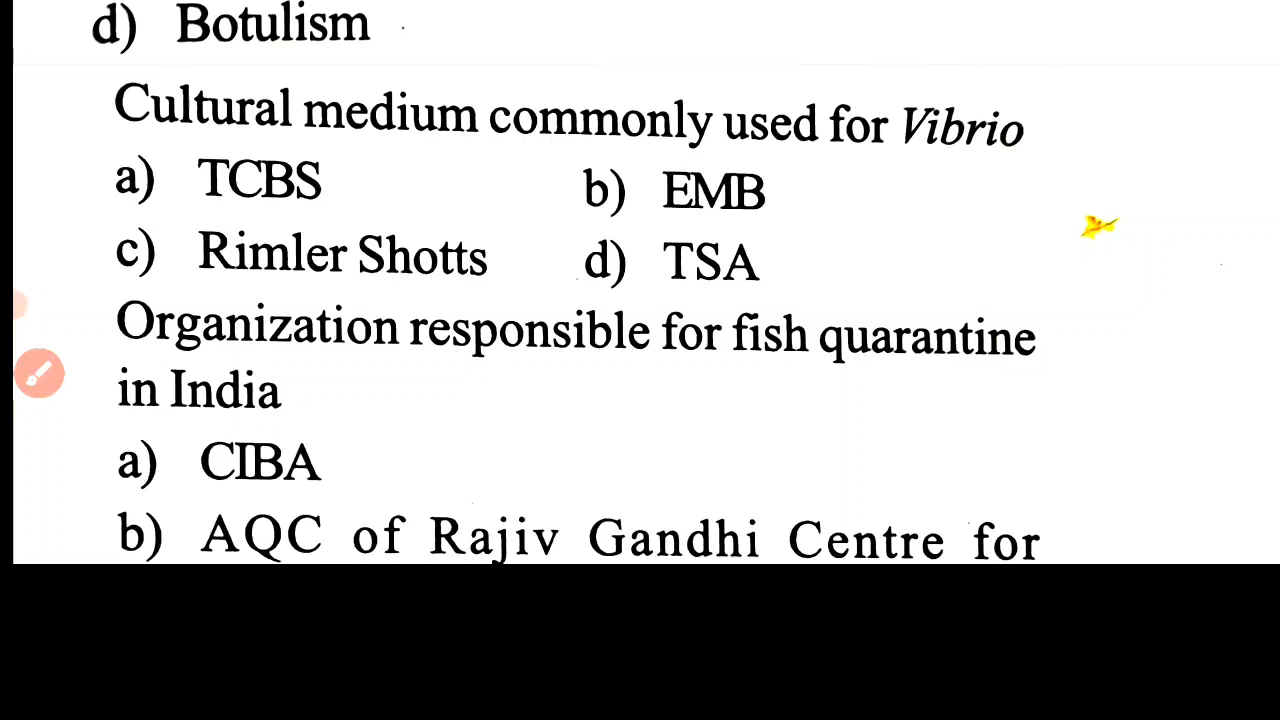 d) Botulism
Cultural medium commonly used for Vibrio
a) TCBS b) EMB
c) Rimler Shotts d) TSA
Organization responsible for fish quarantine
in India
a) CIBA
b) AQC of Rajiv Gandhi Centre for